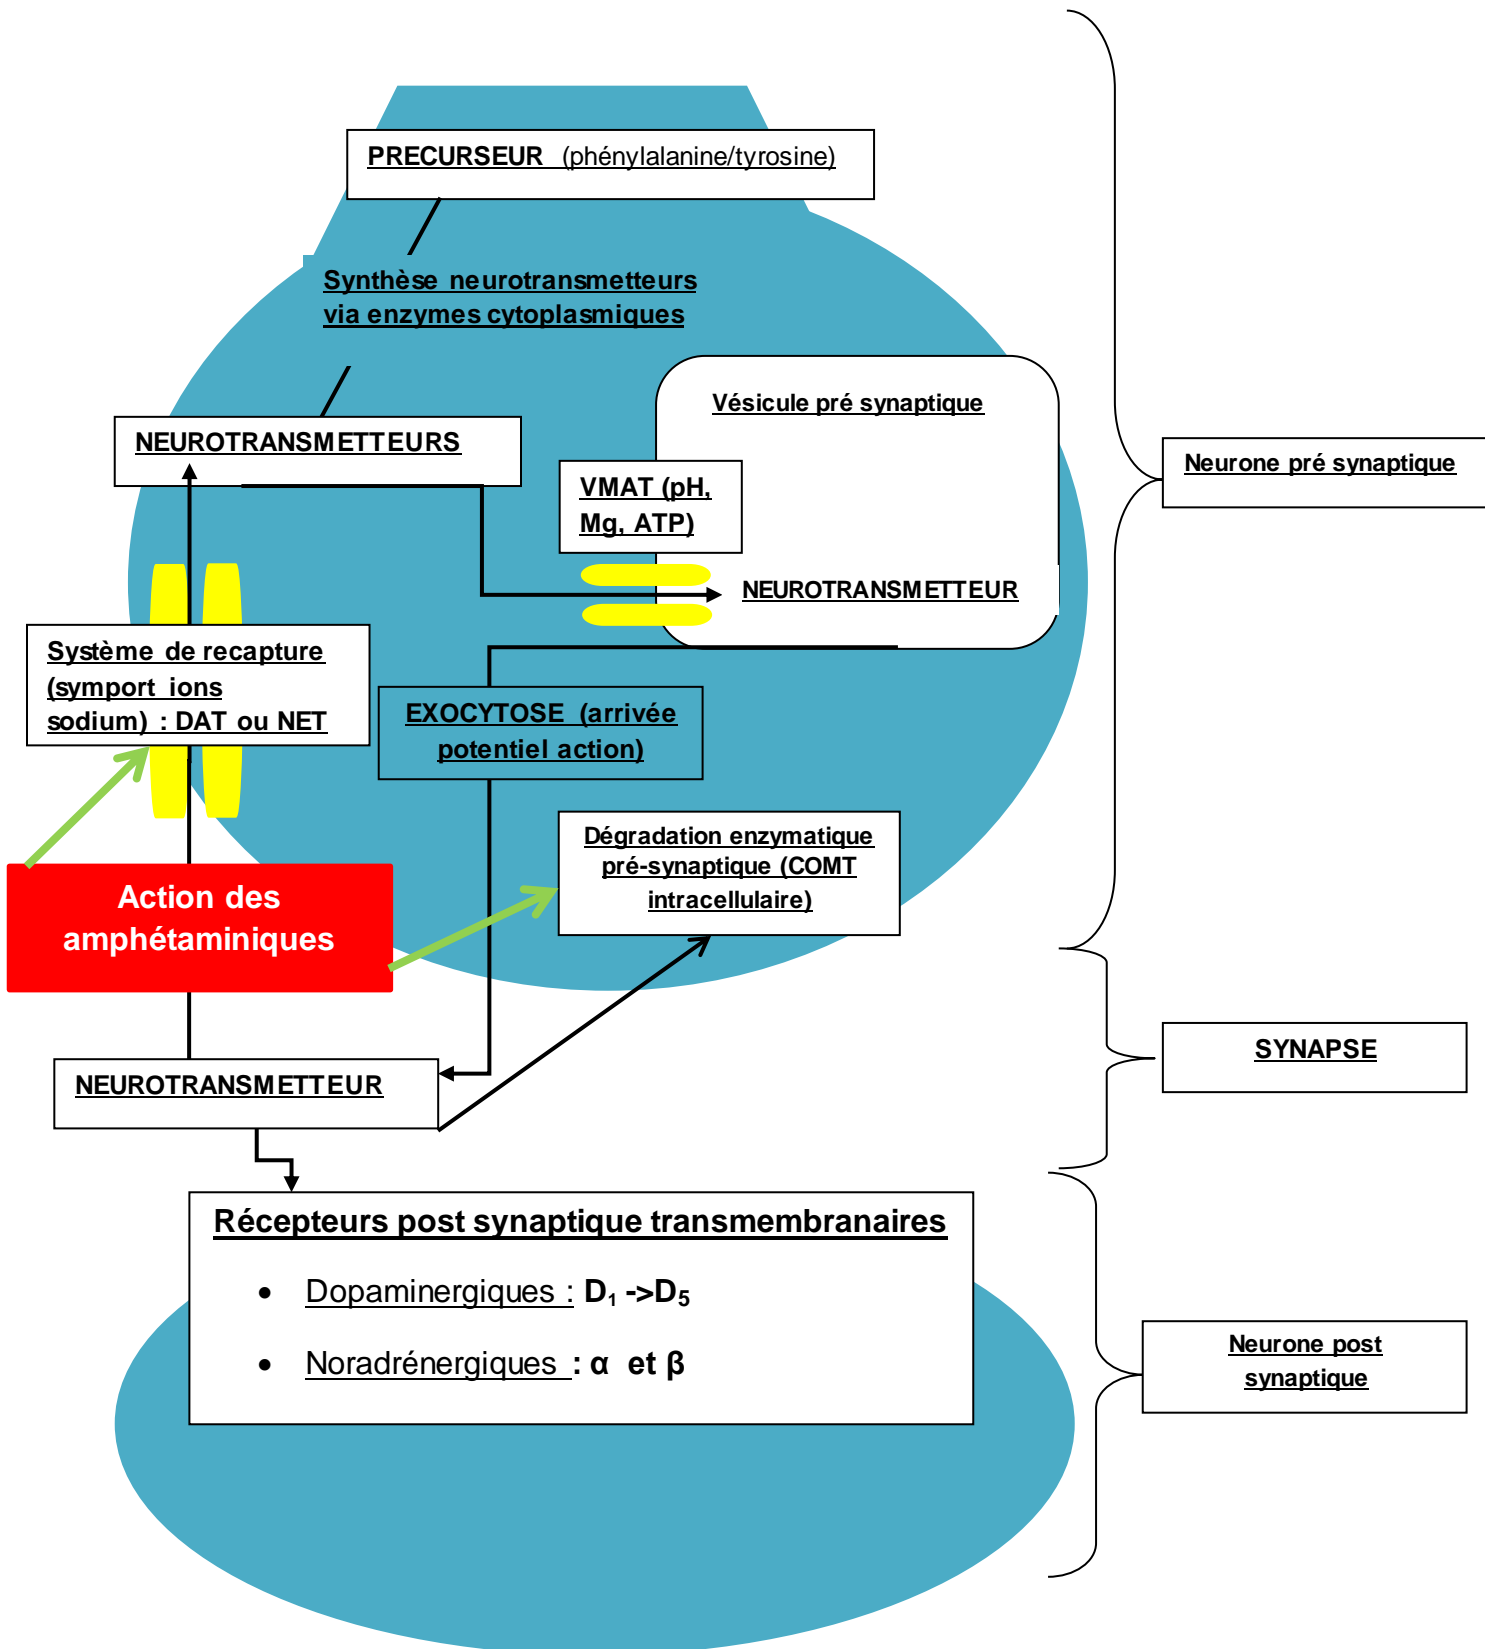 PRECURSEUR (phénylalanine/tyrosine)
Synthèse neurotransmetteurs
via enzymes cytoplasmiques
Vésicule pré synaptique
NEUROTRANSMETTEURS
Neurone pré synaptique
VMAT (pH,
Mg, ATP)
NEUROTRANSMETTEUR
Système de recapture
(symport ions
sodium) : DAT ou NET
EXOCYTOSE (arrivée
potentiel action)
Dégradation enzymatique
pré-synaptique (COMT
intracellulaire)
Action des
amphétaminiques
SYNAPSE
NEUROTRANSMETTEUR
Récepteurs post synaptique transmembranaires
• Dopaminergiques : D₁ ->D₅
• Noradrénergiques : α et β
Neurone post
synaptique